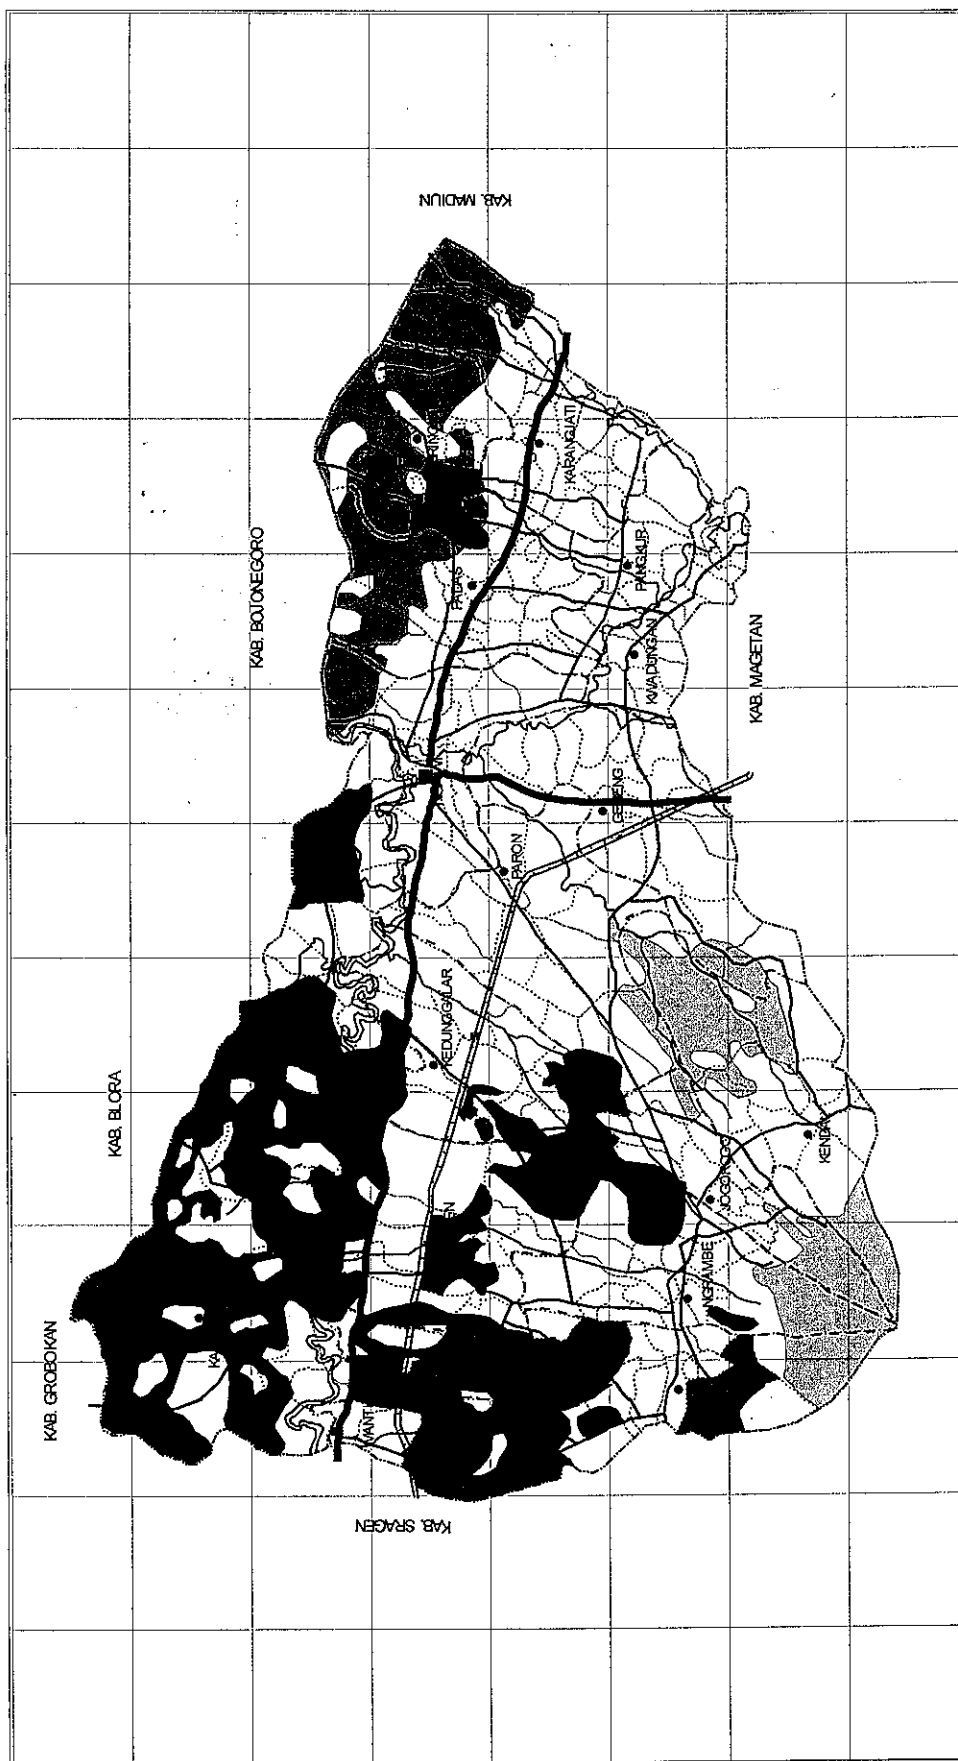 KAB. MADIUN
KAB. BOJONEGORO
KARANGJATI
PADAS
PANGKUR
KWADUNGAN
KAB. MAGETAN
GENENG
PARON
KEDUNGGALAR
KAB. BLORA
JOGOROGO
NGRAMBE
KAB. GROBOKAN
KAB. SRAGEN